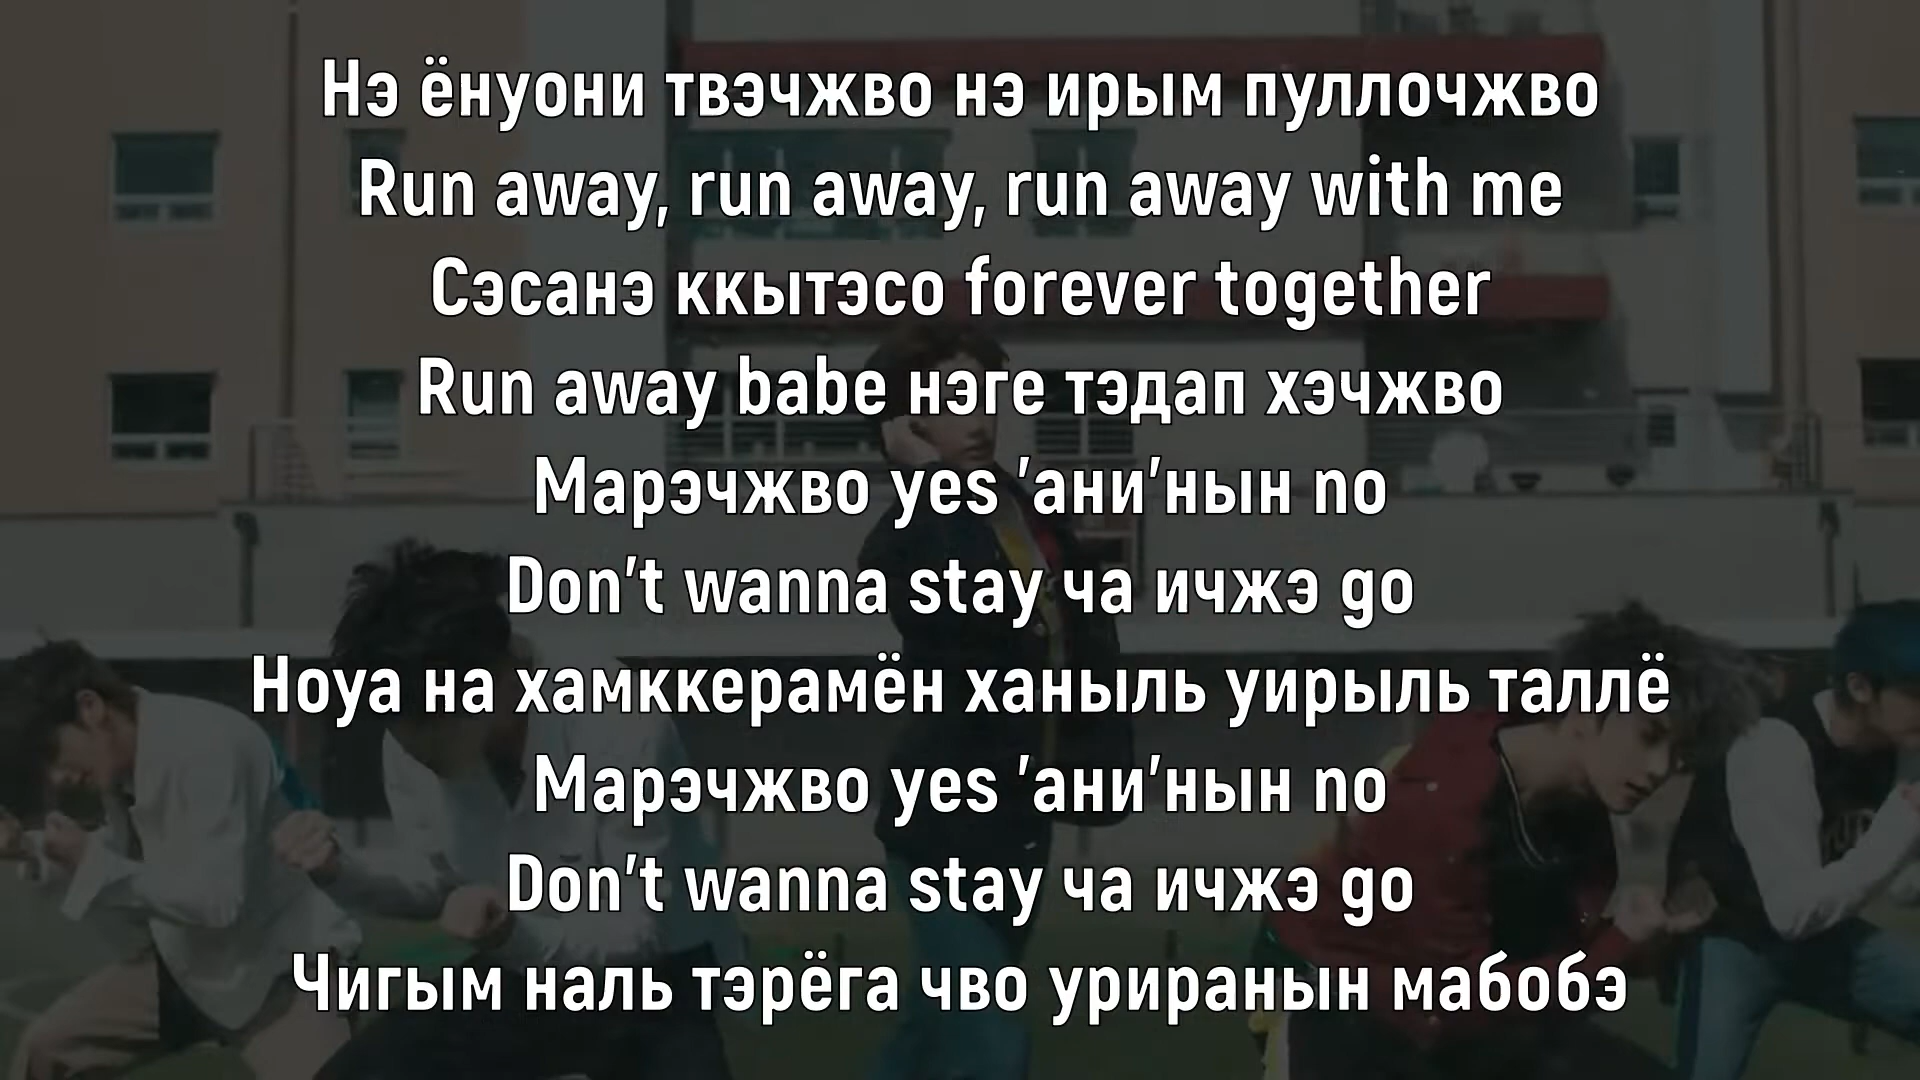 Нэ ёнуони твэчжво нэ ирым пуллочжво
Run away, run away, run away with me
Сэсанэ ккытэсо forever together
Run away babe нэге тэдап хэчжво
Марэчжво yes 'ани'нын no
Don't wanna stay ча ичжэ go
Ноуа на хамккерамён ханыль уирыль таллё
Марэчжво yes 'ани'нын no
Don't wanna stay ча ичжэ go
Чигым наль тэрёга чво уриранын мабобэ